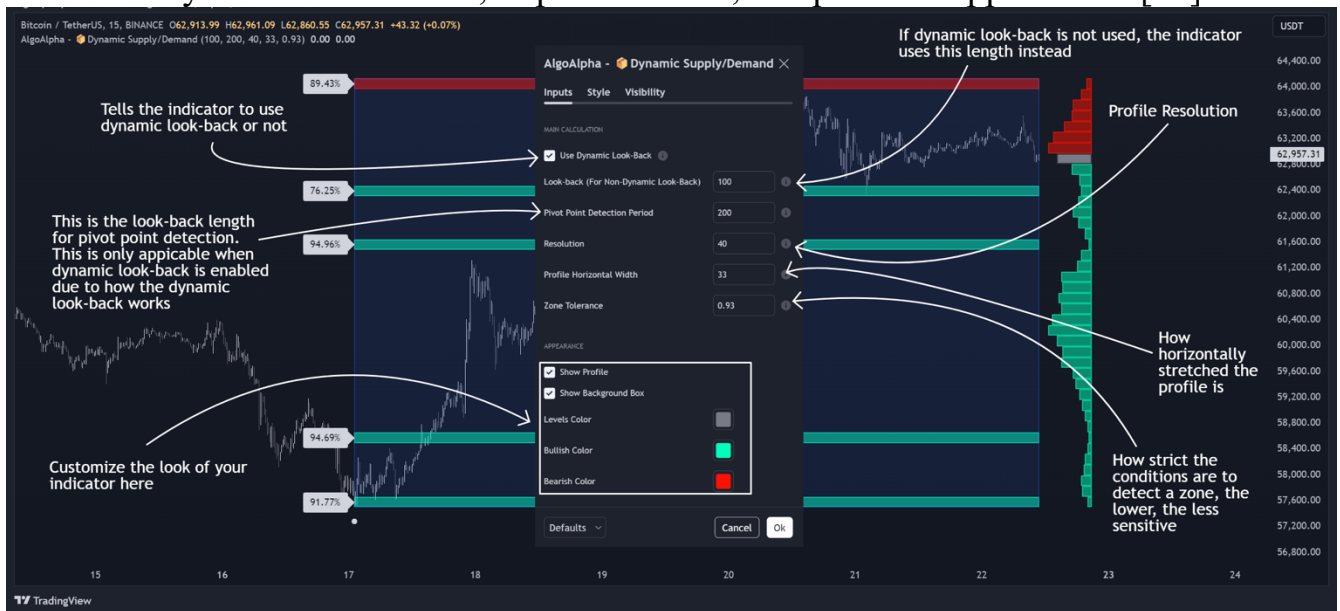 Bitcoin / TetherUS, 15, BINANCE O62,913.99 H62,961.09 L62,860.55 C62,957.31 +43.32 (+0.07%)
AlgoAlpha - 📦 Dynamic Supply/Demand (100, 200, 40, 33, 0.93) 0.00 0.00
USDT
If dynamic look-back is not used, the indicator
uses this length instead
AlgoAlpha - 📦 Dynamic Supply/Demand
Inputs Style Visibility
MAIN CALCULATION
Use Dynamic Look-Back
Look-back (For Non-Dynamic Look-Back) 100
Pivot Point Detection Period 200
Resolution 40
Profile Horizontal Width 33
Zone Tolerance 0.93
APPEARANCE
Show Profile
Show Background Box
Levels Color
Bullish Color
Bearish Color
Defaults
Cancel
Ok
Tells the indicator to use
dynamic look-back or not
This is the look-back length
for pivot point detection.
This is only appicable when
dynamic look-back is enabled
due to how the dynamic
look-back works
Customize the look of your
indicator here
89.43%
76.25%
94.96%
94.69%
91.77%
Profile Resolution
How
horizontally
stretched the
profile is
How strict the
conditions are to
detect a zone, the
lower, the less
sensitive
64,400.00
64,000.00
63,600.00
63,200.00
62,957.31
62,800.00
62,400.00
62,000.00
61,600.00
61,200.00
60,800.00
60,400.00
60,000.00
59,600.00
59,200.00
58,800.00
58,400.00
58,000.00
57,600.00
57,200.00
56,800.00
15 16 17 18 19 20 21 22 23 24
TradingView